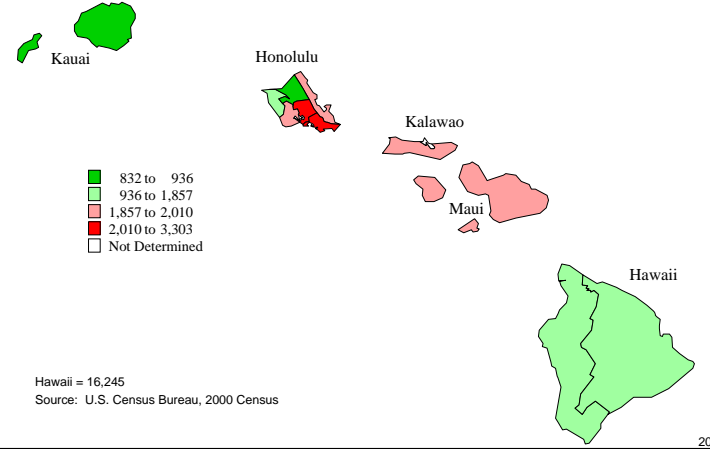 Kauai
Honolulu
Kalawao
Maui
Hawaii
832 to 936
936 to 1,857
1,857 to 2,010
2,010 to 3,303
Not Determined
Hawaii = 16,245
Source: U.S. Census Bureau, 2000 Census
20